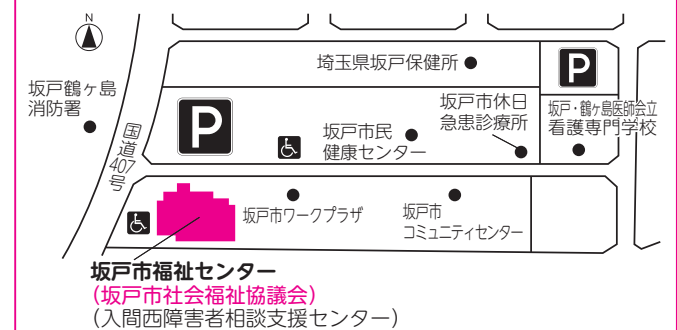 N
埼玉県坂戸保健所
P
坂戸鶴ヶ島
消防署
国道407号
P
坂戸市民
健康センター
坂戸市休日
急患診療所
坂戸・鶴ヶ島医師会立
看護専門学校
坂戸市ワークプラザ
坂戸市
コミュニティセンター
坂戸市福祉センター
(坂戸市社会福祉協議会)
(入間西障害者相談支援センター)